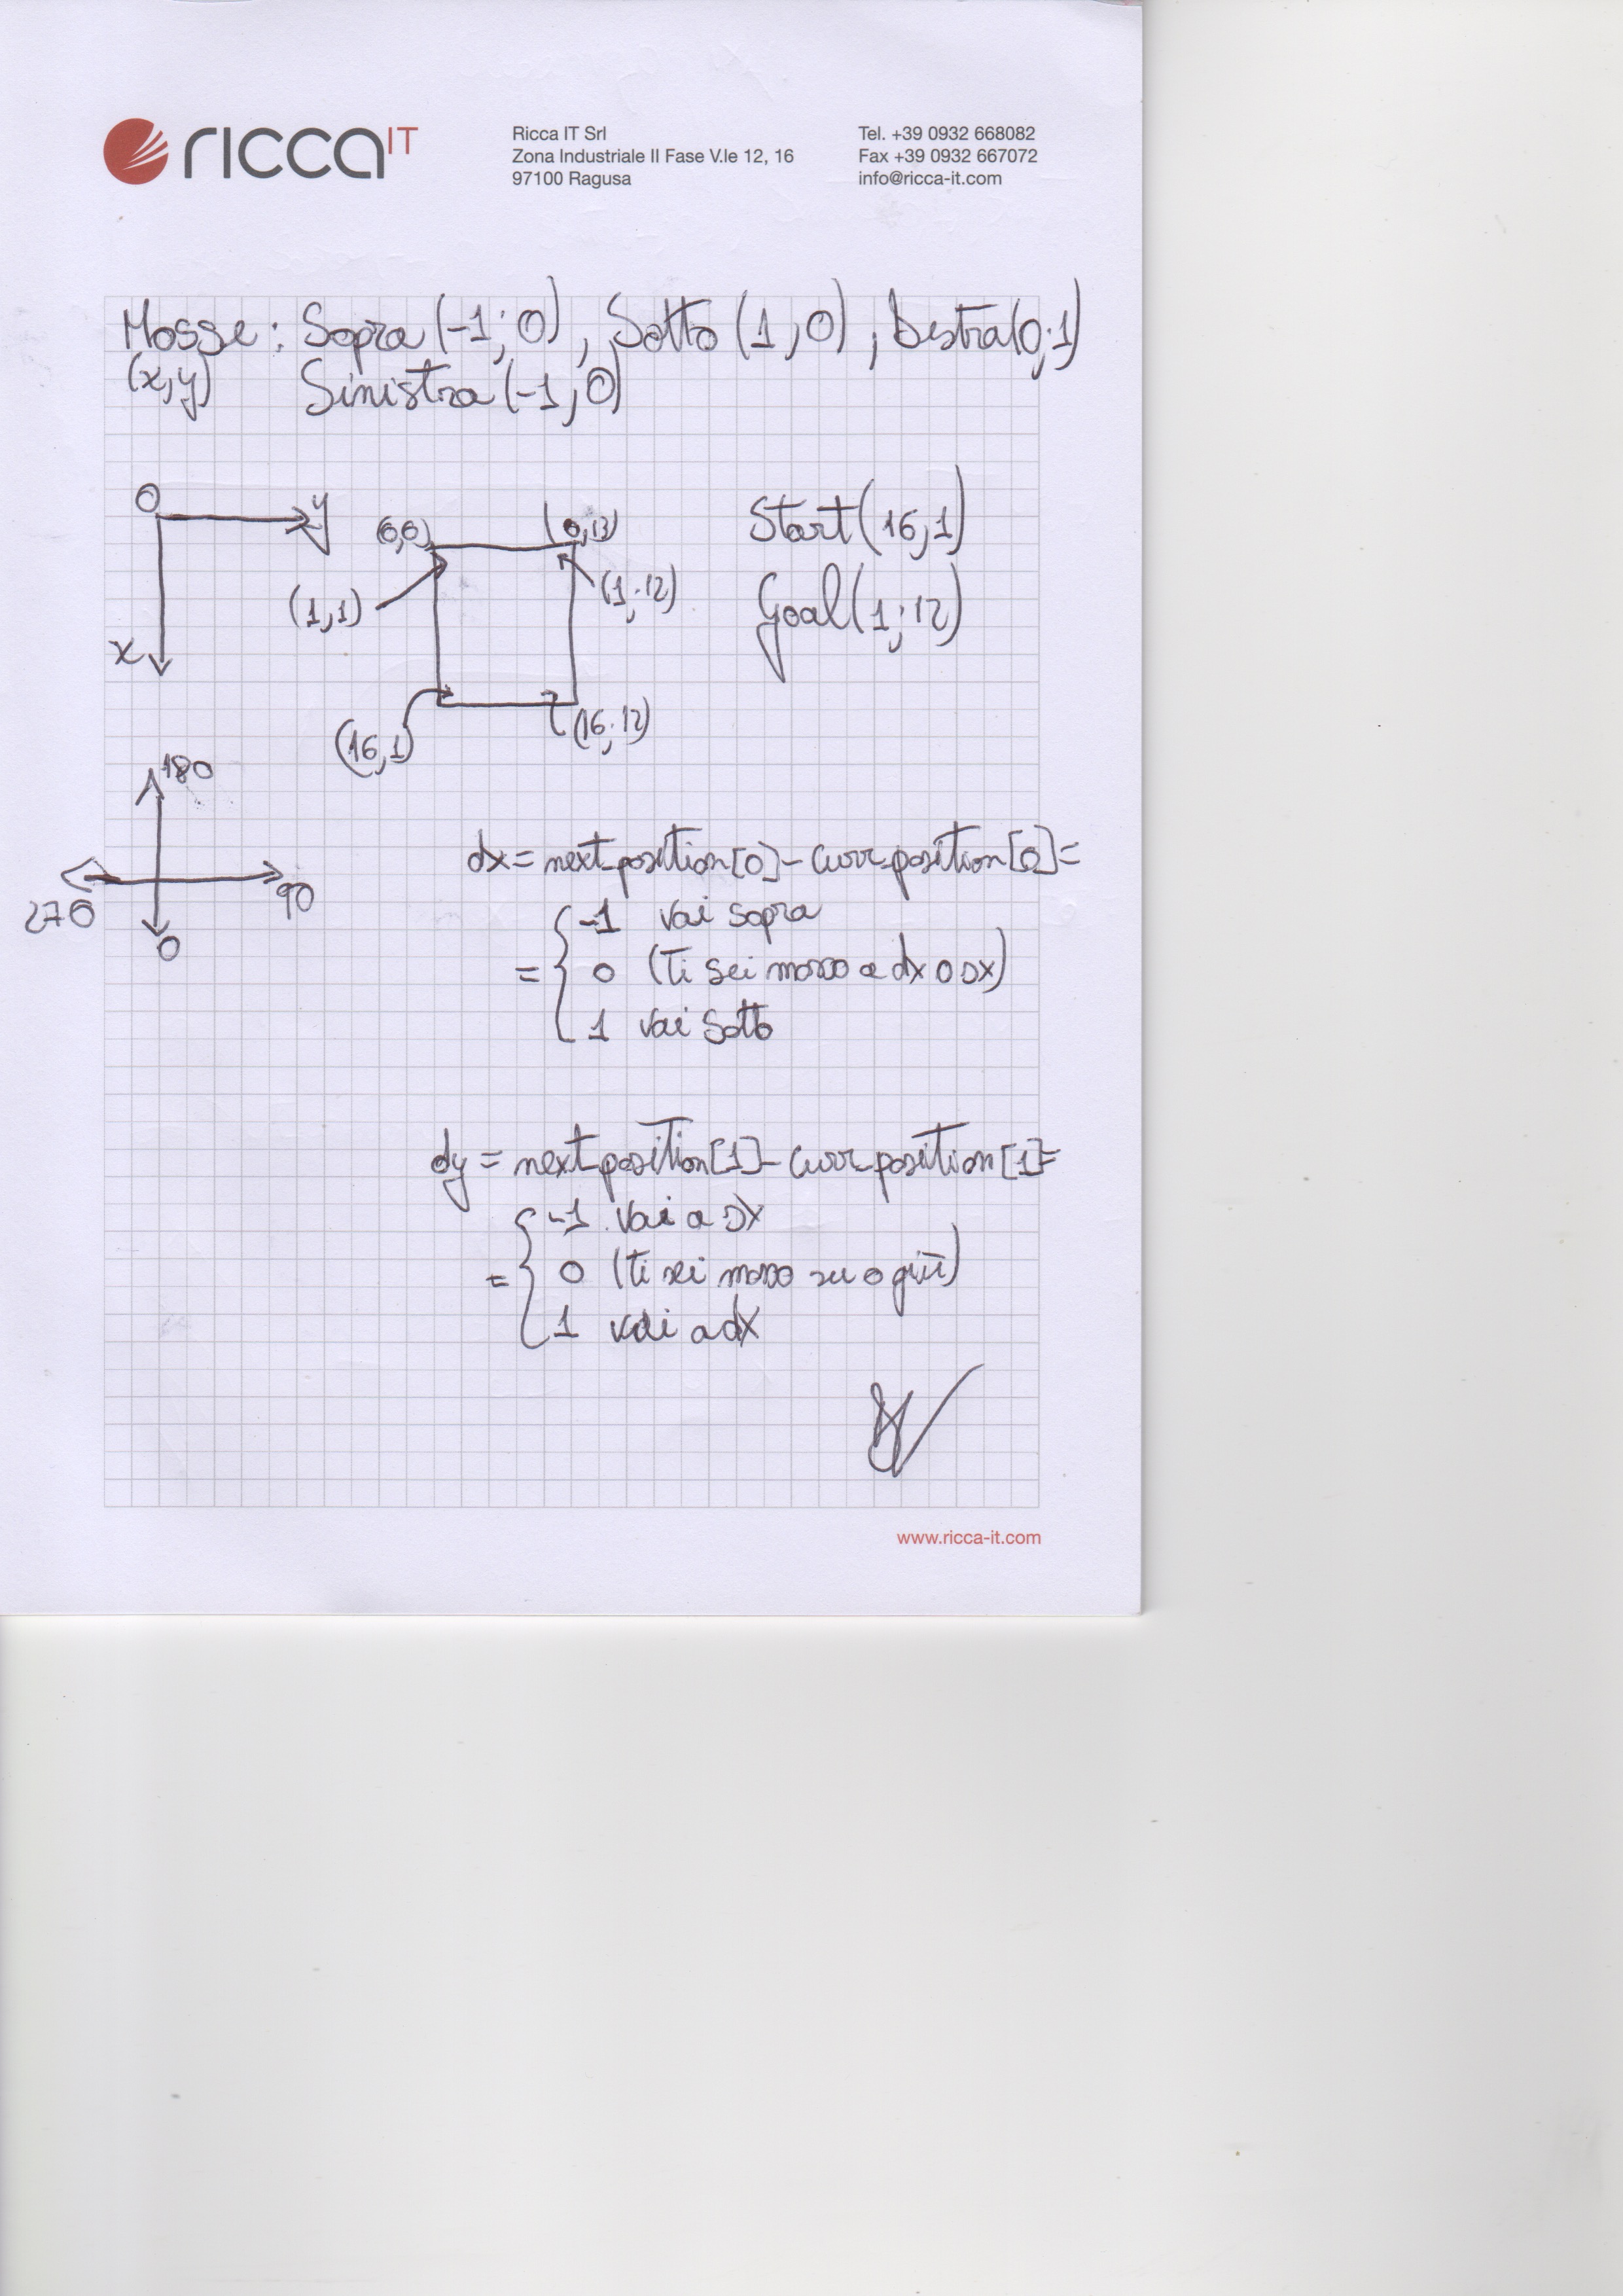 ricca IT
Ricca IT Srl
Zona Industriale II Fase V.le 12, 16
97100 Ragusa
Tel. +39 0932 668082
Fax +39 0932 667072
info@ricca-it.com
Mosse: Sopra (-1; 0), Sotto (1, 0), Destra (0; 1)
(x, y) Sinistra (-1, 0)
O y
x
(0,0) (0,13)
(1,1) (1; 12)
(16,1) (16; 12)
Start (16, 1)
Goal (1; 12)
180
270 90
0
dx = next_position[0] - curr_position[0] =
= { -1 vai sopra
0 (ti sei mosso a dx o sx)
1 vai sotto
dy = next_position[1] - curr_position[1] =
= { -1 vai a sx
0 (ti sei mosso su o giù)
1 vai a dx
www.ricca-it.com